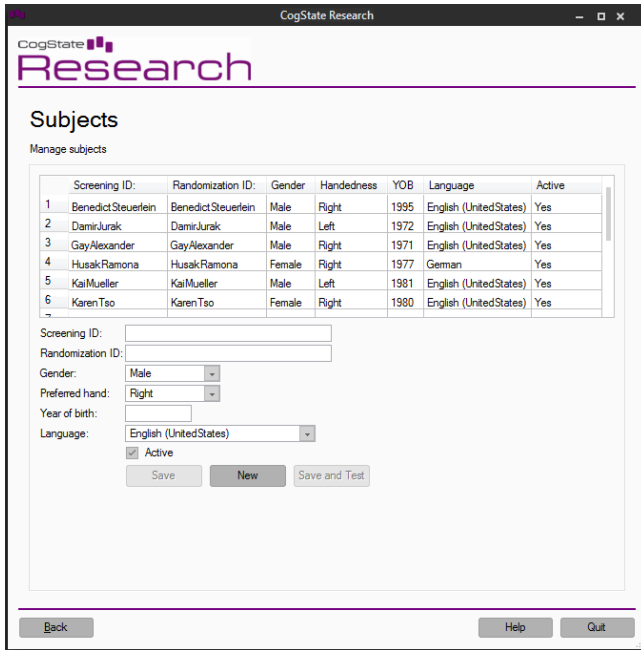 CogState Research
CogState
Research
Subjects
Manage subjects
Screening ID: Randomization ID: Gender Handedness YOB Language Active
1 BenedictSteuerlein BenedictSteuerlein Male Right 1995 English (UnitedStates) Yes
2 DamirJurak DamirJurak Male Left 1972 English (UnitedStates) Yes
3 GayAlexander GayAlexander Male Right 1971 English (UnitedStates) Yes
4 HusakRamona HusakRamona Female Right 1977 German Yes
5 KaiMueller KaiMueller Male Left 1981 English (UnitedStates) Yes
6 KarenTso KarenTso Female Right 1980 English (UnitedStates) Yes
Screening ID:
Randomization ID:
Gender: Male
Preferred hand: Right
Year of birth:
Language: English (UnitedStates)
Active
Save New Save and Test
Back Help Quit